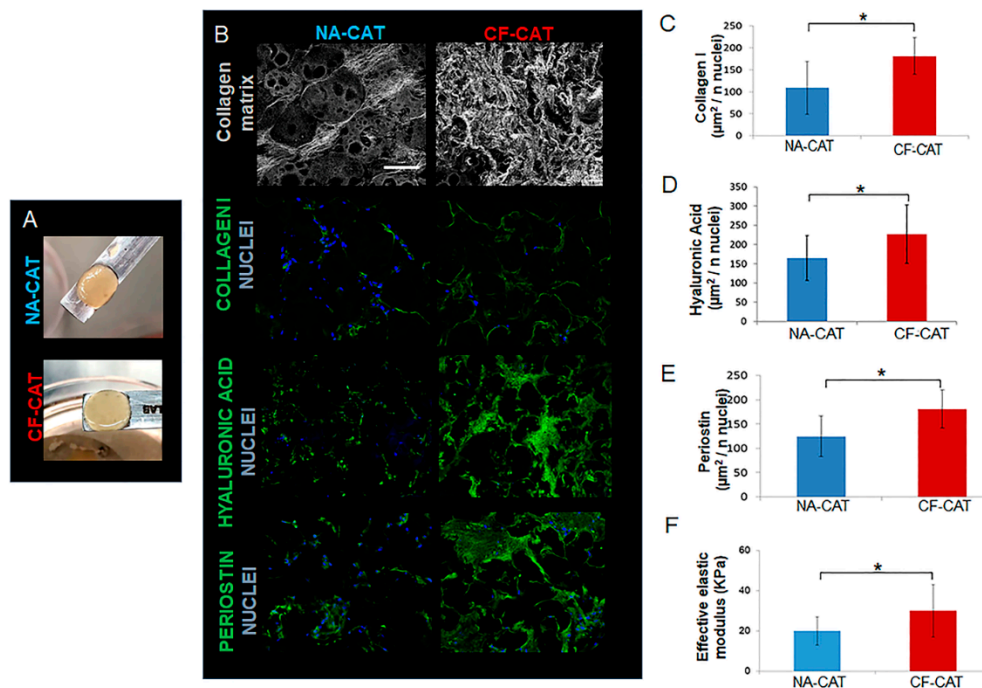 A
NA-CAT
CF-CAT
B
NA-CAT
CF-CAT
Collagen
matrix
COLLAGEN I
NUCLEI
HYALURONIC ACID
NUCLEI
PERIOSTIN
NUCLEI
C
Collagen I
(µm² / n nuclei)
250
200
150
100
50
0
*
NA-CAT
CF-CAT
D
Hyaluronic Acid
(µm² / n nuclei)
350
300
250
200
150
100
50
0
*
NA-CAT
CF-CAT
E
Periostin
(µm² / n nuclei)
250
200
150
100
50
0
*
NA-CAT
CF-CAT
F
Effective elastic
modulus (KPa)
60
40
20
0
*
NA-CAT
CF-CAT